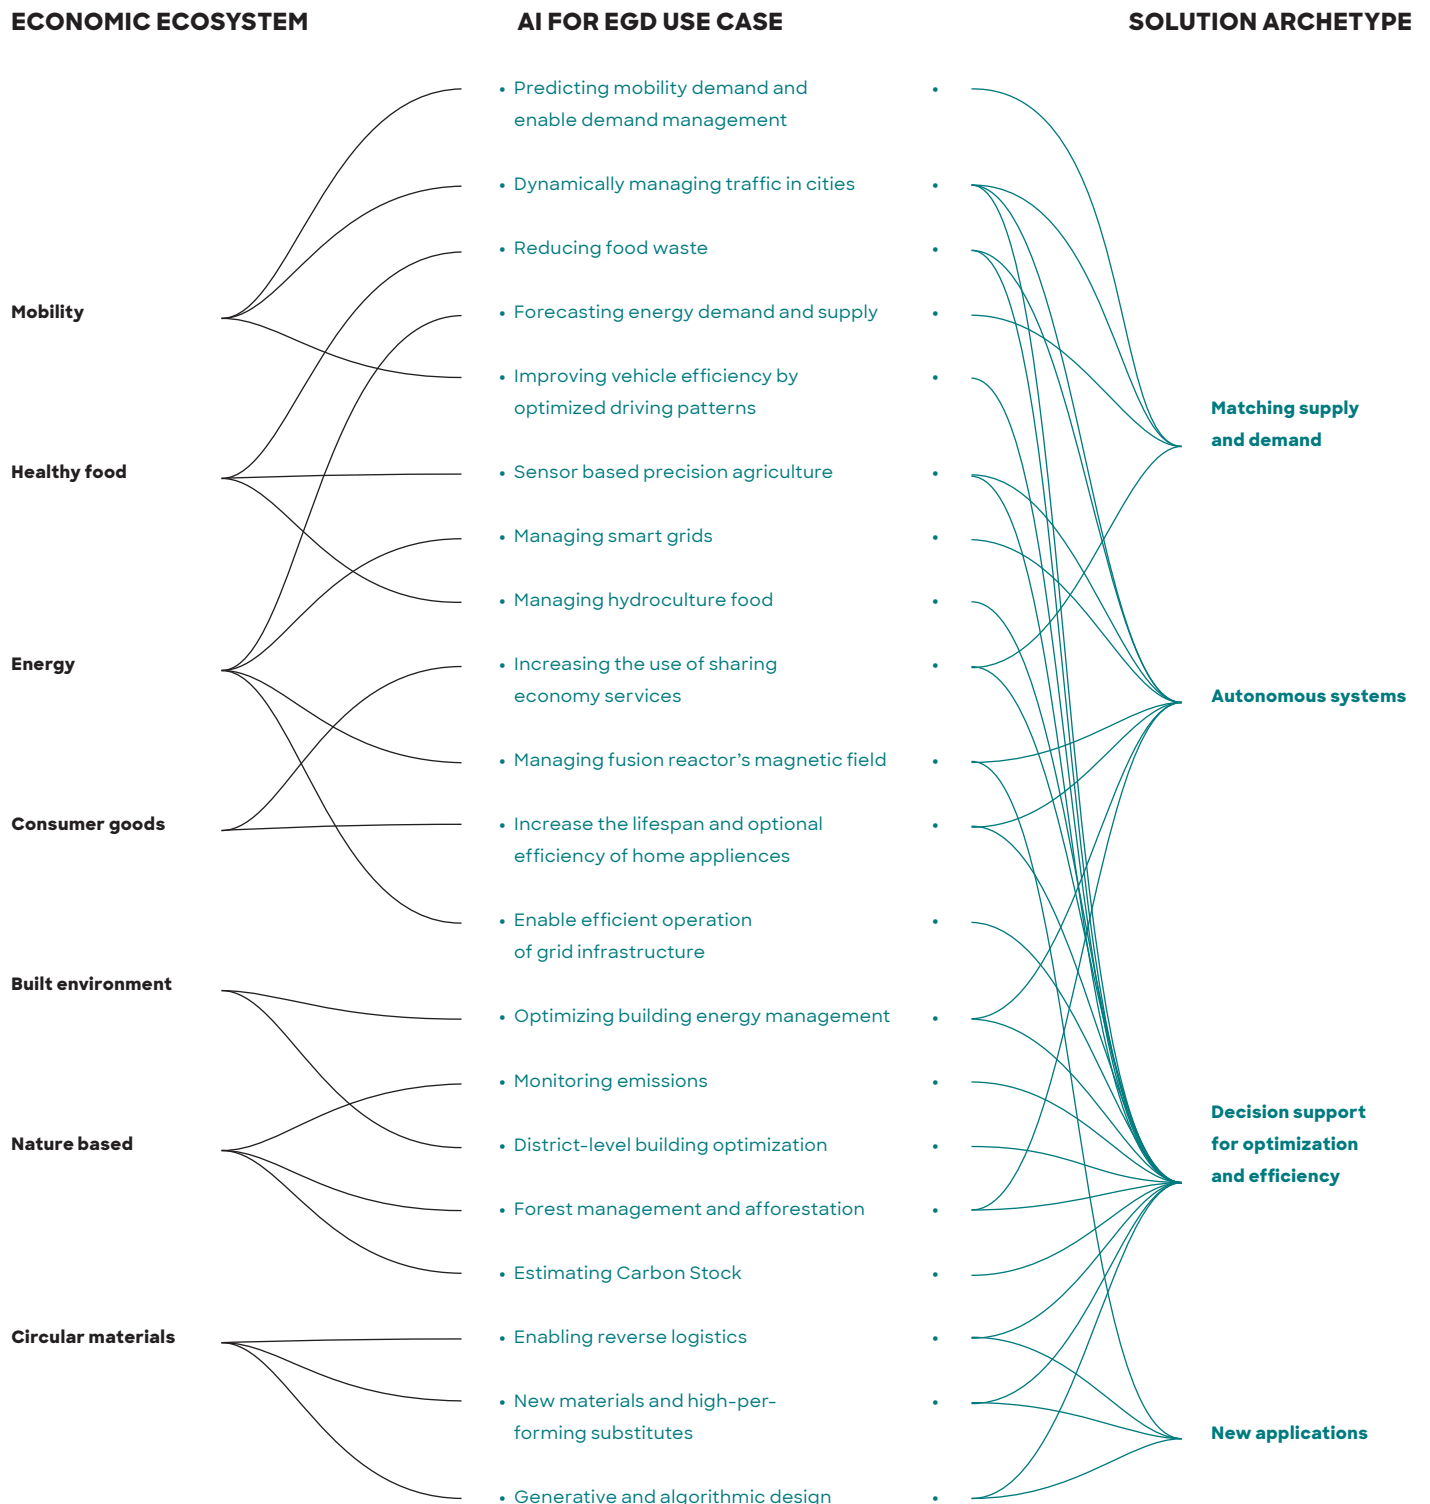 ECONOMIC ECOSYSTEM
AI FOR EGD USE CASE
SOLUTION ARCHETYPE
Mobility
Healthy food
Energy
Consumer goods
Built environment
Nature based
Circular materials
• Predicting mobility demand and
enable demand management
• Dynamically managing traffic in cities
• Reducing food waste
• Forecasting energy demand and supply
• Improving vehicle efficiency by
optimized driving patterns
• Sensor based precision agriculture
• Managing smart grids
• Managing hydroculture food
• Increasing the use of sharing
economy services
• Managing fusion reactor’s magnetic field
• Increase the lifespan and optional
efficiency of home appliences
• Enable efficient operation
of grid infrastructure
• Optimizing building energy management
• Monitoring emissions
• District-level building optimization
• Forest management and afforestation
• Estimating Carbon Stock
• Enabling reverse logistics
• New materials and high-per-
forming substitutes
• Generative and algorithmic design
Matching supply
and demand
Autonomous systems
Decision support
for optimization
and efficiency
New applications